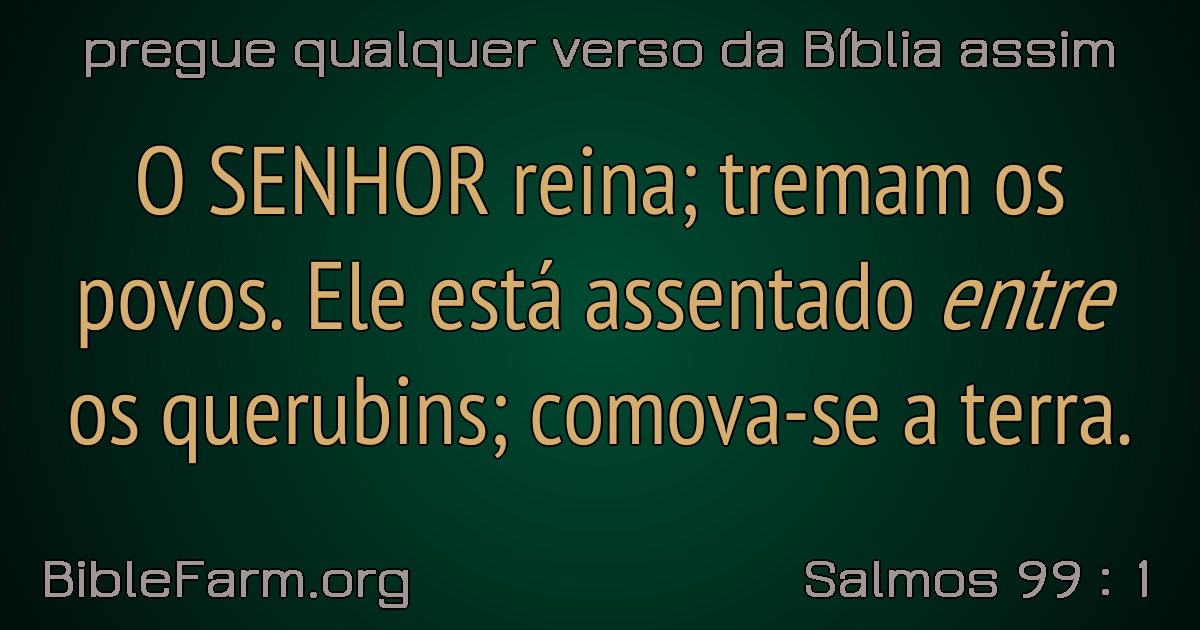 pregue qualquer verso da Bíblia assim
O SENHOR reina; tremam os
povos. Ele está assentado entre
os querubins; comova-se a terra.
BibleFarm.org
Salmos 99 : 1